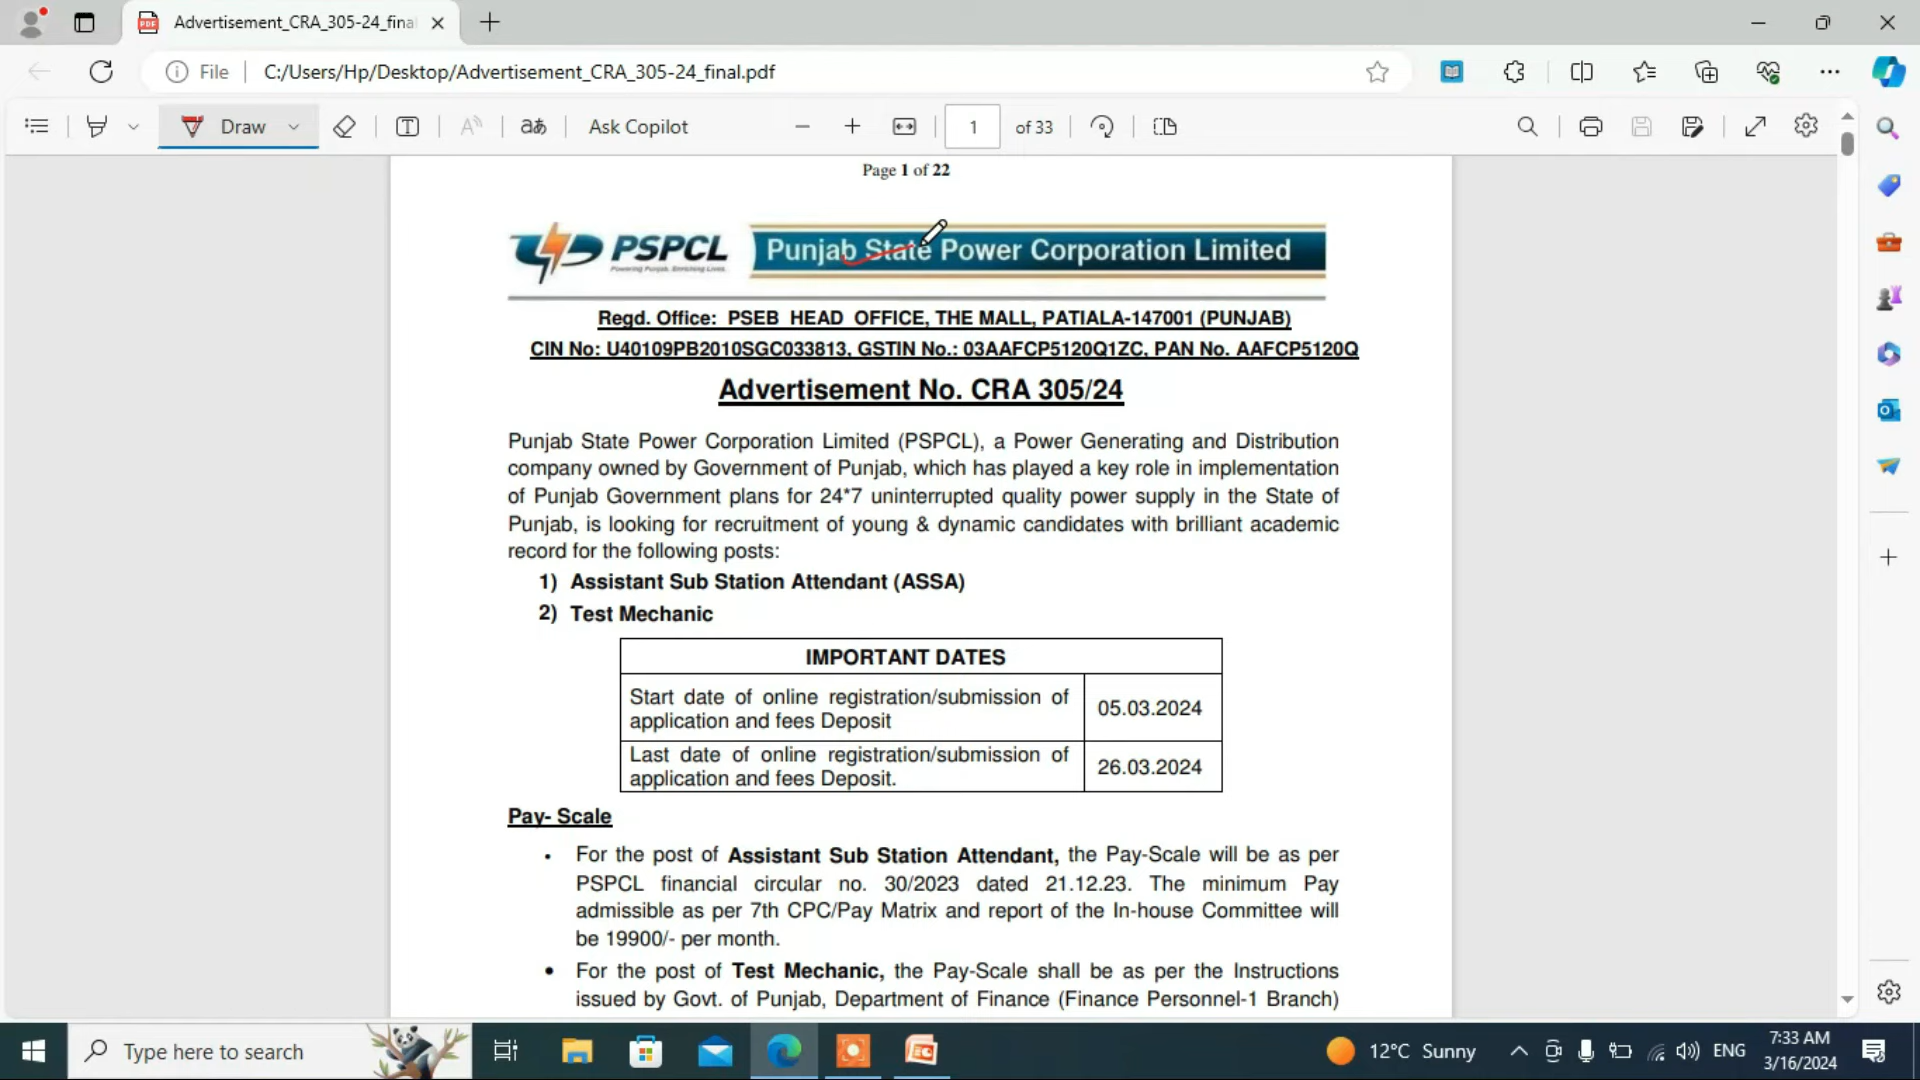 Advertisement_CRA_305-24_fina
File
C:/Users/Hp/Desktop/Advertisement_CRA_305-24_final.pdf
Draw
Ask Copilot
1 of 33
Page 1 of 22
PSPCL
Powering Punjab, Enriching Lives.
Punjab State Power Corporation Limited
Regd. Office: PSEB HEAD OFFICE, THE MALL, PATIALA-147001 (PUNJAB)
CIN No: U40109PB2010SGC033813, GSTIN No.: 03AAFCP5120Q1ZC, PAN No. AAFCP5120Q
Advertisement No. CRA 305/24
Punjab State Power Corporation Limited (PSPCL), a Power Generating and Distribution
company owned by Government of Punjab, which has played a key role in implementation
of Punjab Government plans for 24*7 uninterrupted quality power supply in the State of
Punjab, is looking for recruitment of young & dynamic candidates with brilliant academic
record for the following posts:
1) Assistant Sub Station Attendant (ASSA)
2) Test Mechanic
IMPORTANT DATES
Start date of online registration/submission of
application and fees Deposit
05.03.2024
Last date of online registration/submission of
application and fees Deposit.
26.03.2024
Pay- Scale
• For the post of Assistant Sub Station Attendant, the Pay-Scale will be as per
PSPCL financial circular no. 30/2023 dated 21.12.23. The minimum Pay
admissible as per 7th CPC/Pay Matrix and report of the In-house Committee will
be 19900/- per month.
• For the post of Test Mechanic, the Pay-Scale shall be as per the Instructions
issued by Govt. of Punjab, Department of Finance (Finance Personnel-1 Branch)
Type here to search
12°C Sunny
ENG
7:33 AM
3/16/2024